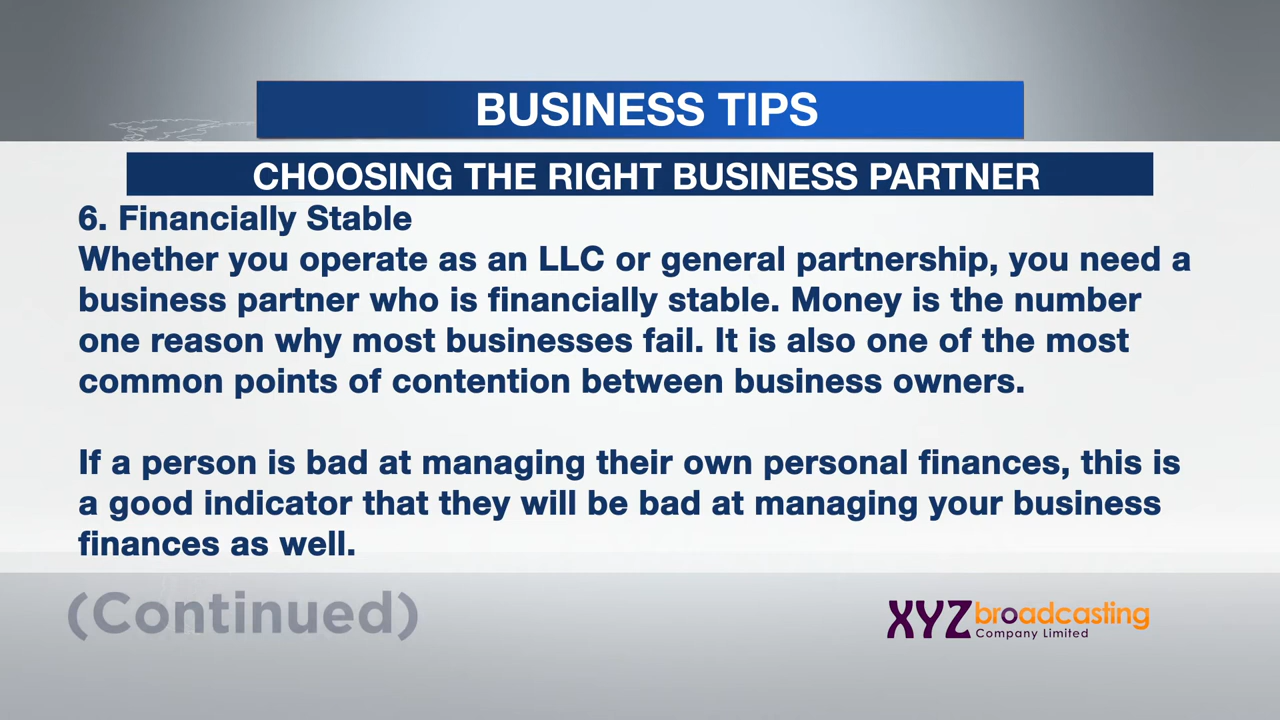 BUSINESS TIPS
CHOOSING THE RIGHT BUSINESS PARTNER
6. Financially Stable
Whether you operate as an LLC or general partnership, you need a
business partner who is financially stable. Money is the number
one reason why most businesses fail. It is also one of the most
common points of contention between business owners.
If a person is bad at managing their own personal finances, this is
a good indicator that they will be bad at managing your business
finances as well.
(Continued)
XYZ broadcasting
Company Limited